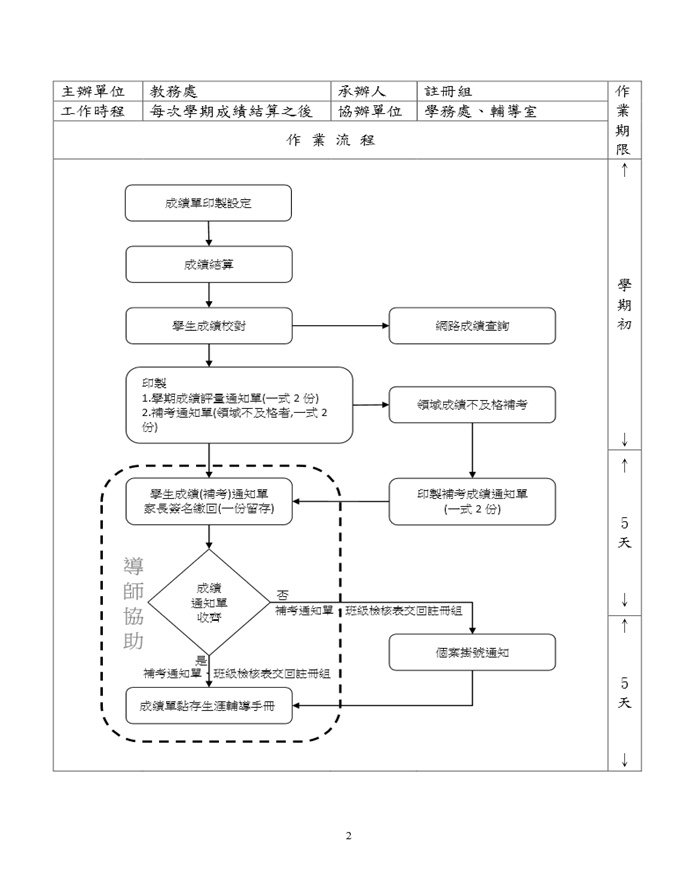 主辦單位 教務處 承辦人 註冊組 作業期限
工作時程 每次學期成績結算之後 協辦單位 學務處、輔導室
作 業 流 程
↑
成績單印製設定
成績結算
學期初
學生成績校對
網路成績查詢
印製
1.學期成績評量通知單(一式 2 份)
2.補考通知單(領域不及格者,一式 2
份)
領域成績不及格補考
↓
↑
學生成績(補考)通知單
家長簽名繳回(一份留存)
印製補考成績通知單
(一式 2 份)
5
天
導師協助
成績
通知單
收齊
否
補考通知單、班級檢核表交回註冊組
↓
↑
個案掛號通知
是
補考通知單、班級檢核表交回註冊組
5
天
成績單黏存生涯輔導手冊
↓
2